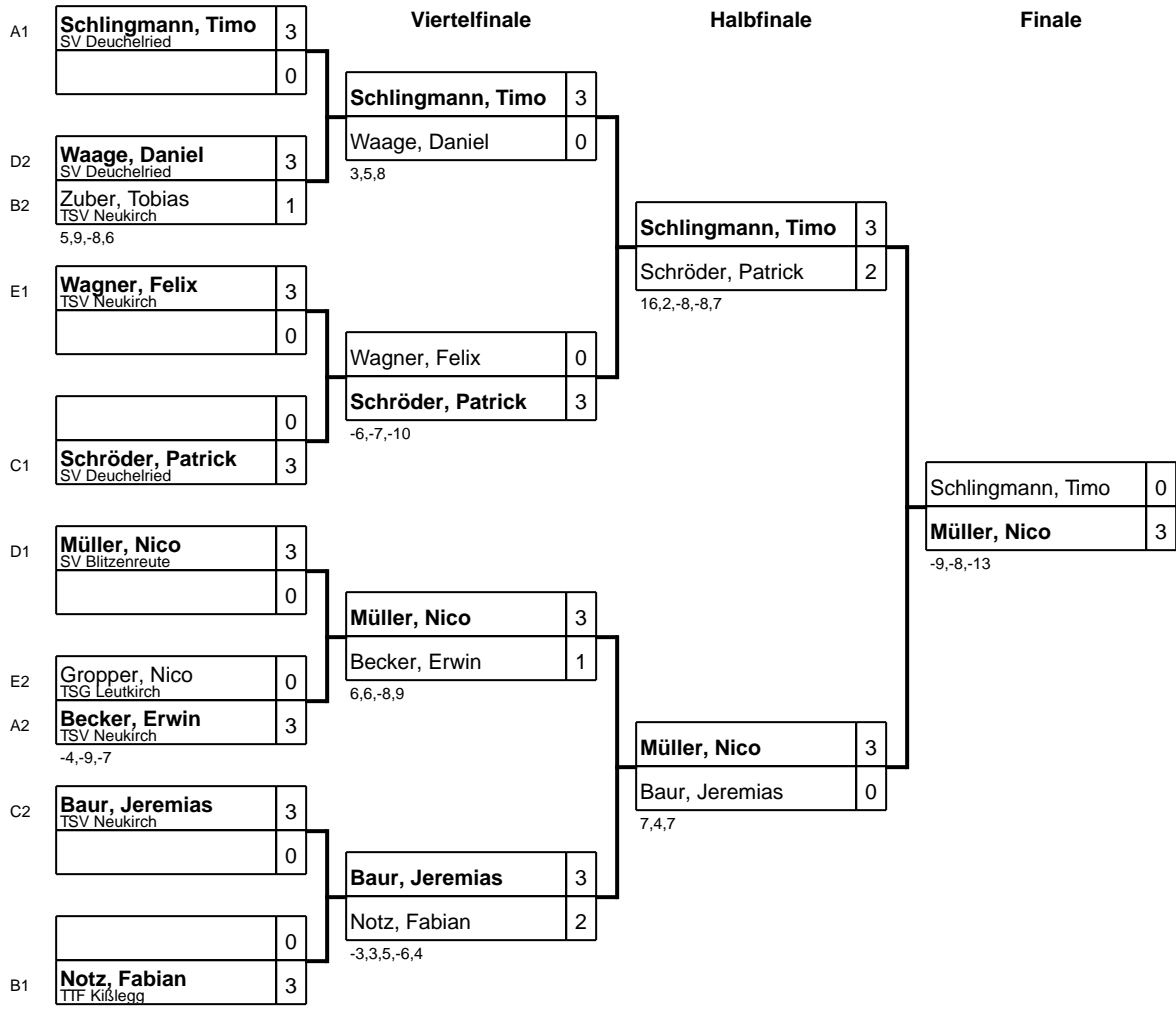 Viertelfinale
Halbfinale
Finale
A1 Schlingmann, Timo 3
SV Deuchelried
0
D2 Waage, Daniel 3
SV Deuchelried
B2 Zuber, Tobias 1
TSV Neukirch
5,9,-8,6
E1 Wagner, Felix 3
TSV Neukirch
0
0
C1 Schröder, Patrick 3
SV Deuchelried
D1 Müller, Nico 3
SV Blitzenreute
0
E2 Gropper, Nico 0
TSG Leutkirch
A2 Becker, Erwin 3
TSV Neukirch
-4,-9,-7
C2 Baur, Jeremias 3
TSV Neukirch
0
0
B1 Notz, Fabian 3
TTF Kißlegg
Schlingmann, Timo 3
Waage, Daniel 0
3,5,8
Wagner, Felix 0
Schröder, Patrick 3
-6,-7,-10
Müller, Nico 3
Becker, Erwin 1
6,6,-8,9
Baur, Jeremias 3
Notz, Fabian 2
-3,3,5,-6,4
Schlingmann, Timo 3
Schröder, Patrick 2
16,2,-8,-8,7
Müller, Nico 3
Baur, Jeremias 0
7,4,7
Schlingmann, Timo 0
Müller, Nico 3
-9,-8,-13